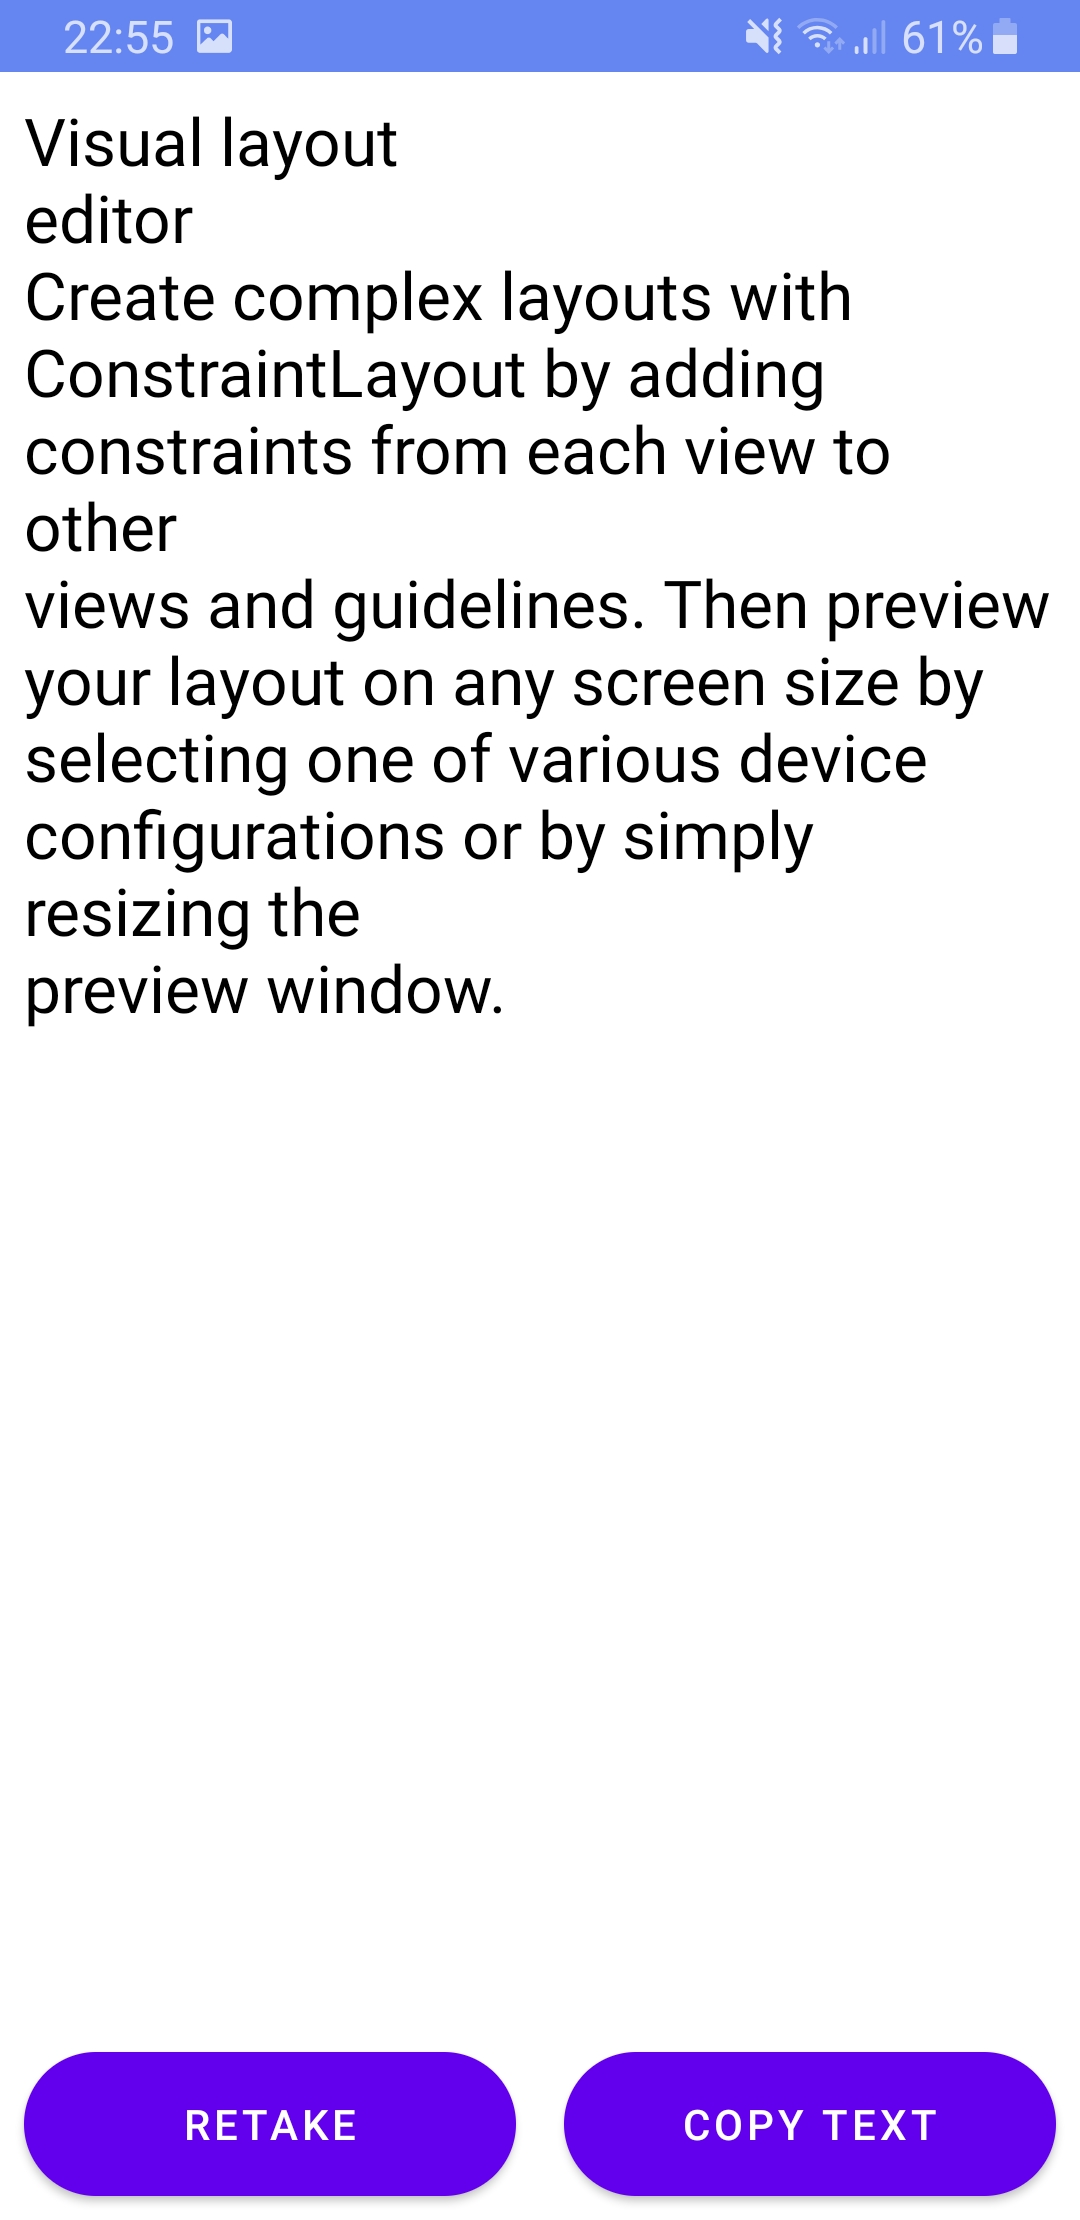 22:55
61%
Visual layout
editor
Create complex layouts with
ConstraintLayout by adding
constraints from each view to
other
views and guidelines. Then preview
your layout on any screen size by
selecting one of various device
configurations or by simply
resizing the
preview window.
RETAKE
COPY TEXT